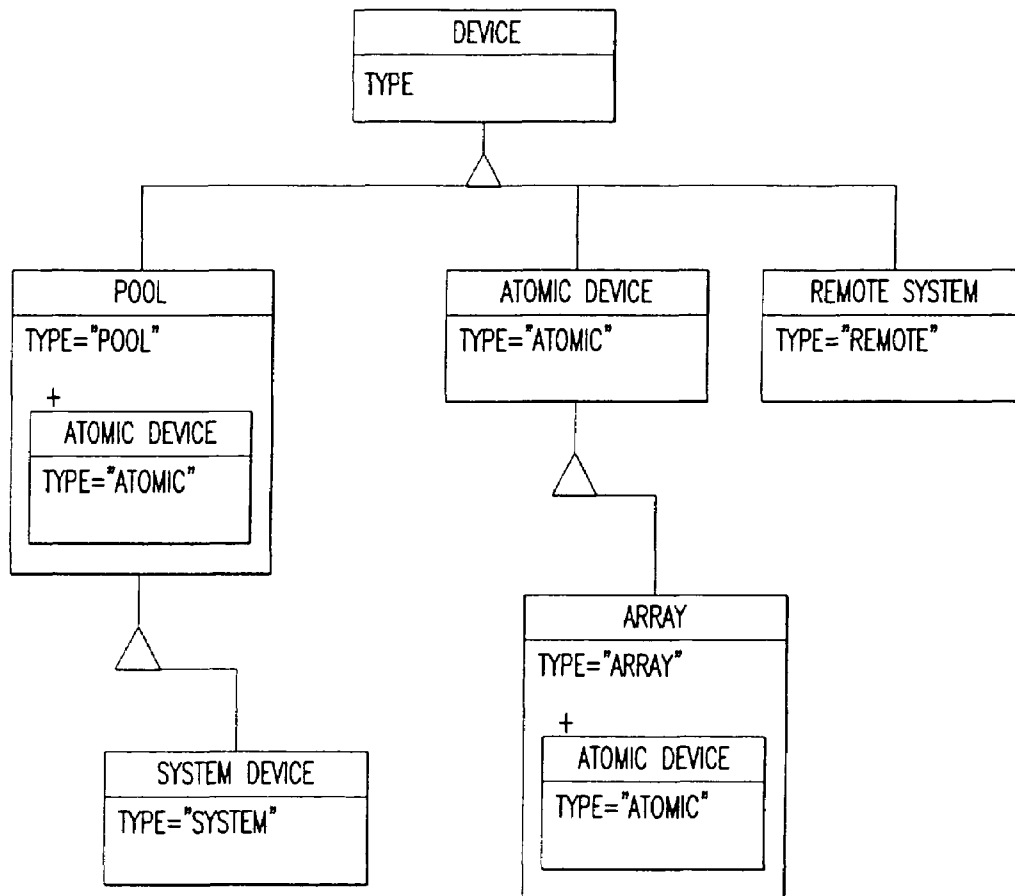 DEVICE
TYPE
POOL
TYPE="POOL"
+
ATOMIC DEVICE
TYPE="ATOMIC"
ATOMIC DEVICE
TYPE="ATOMIC"
REMOTE SYSTEM
TYPE="REMOTE"
SYSTEM DEVICE
TYPE="SYSTEM"
ARRAY
TYPE="ARRAY"
+
ATOMIC DEVICE
TYPE="ATOMIC"